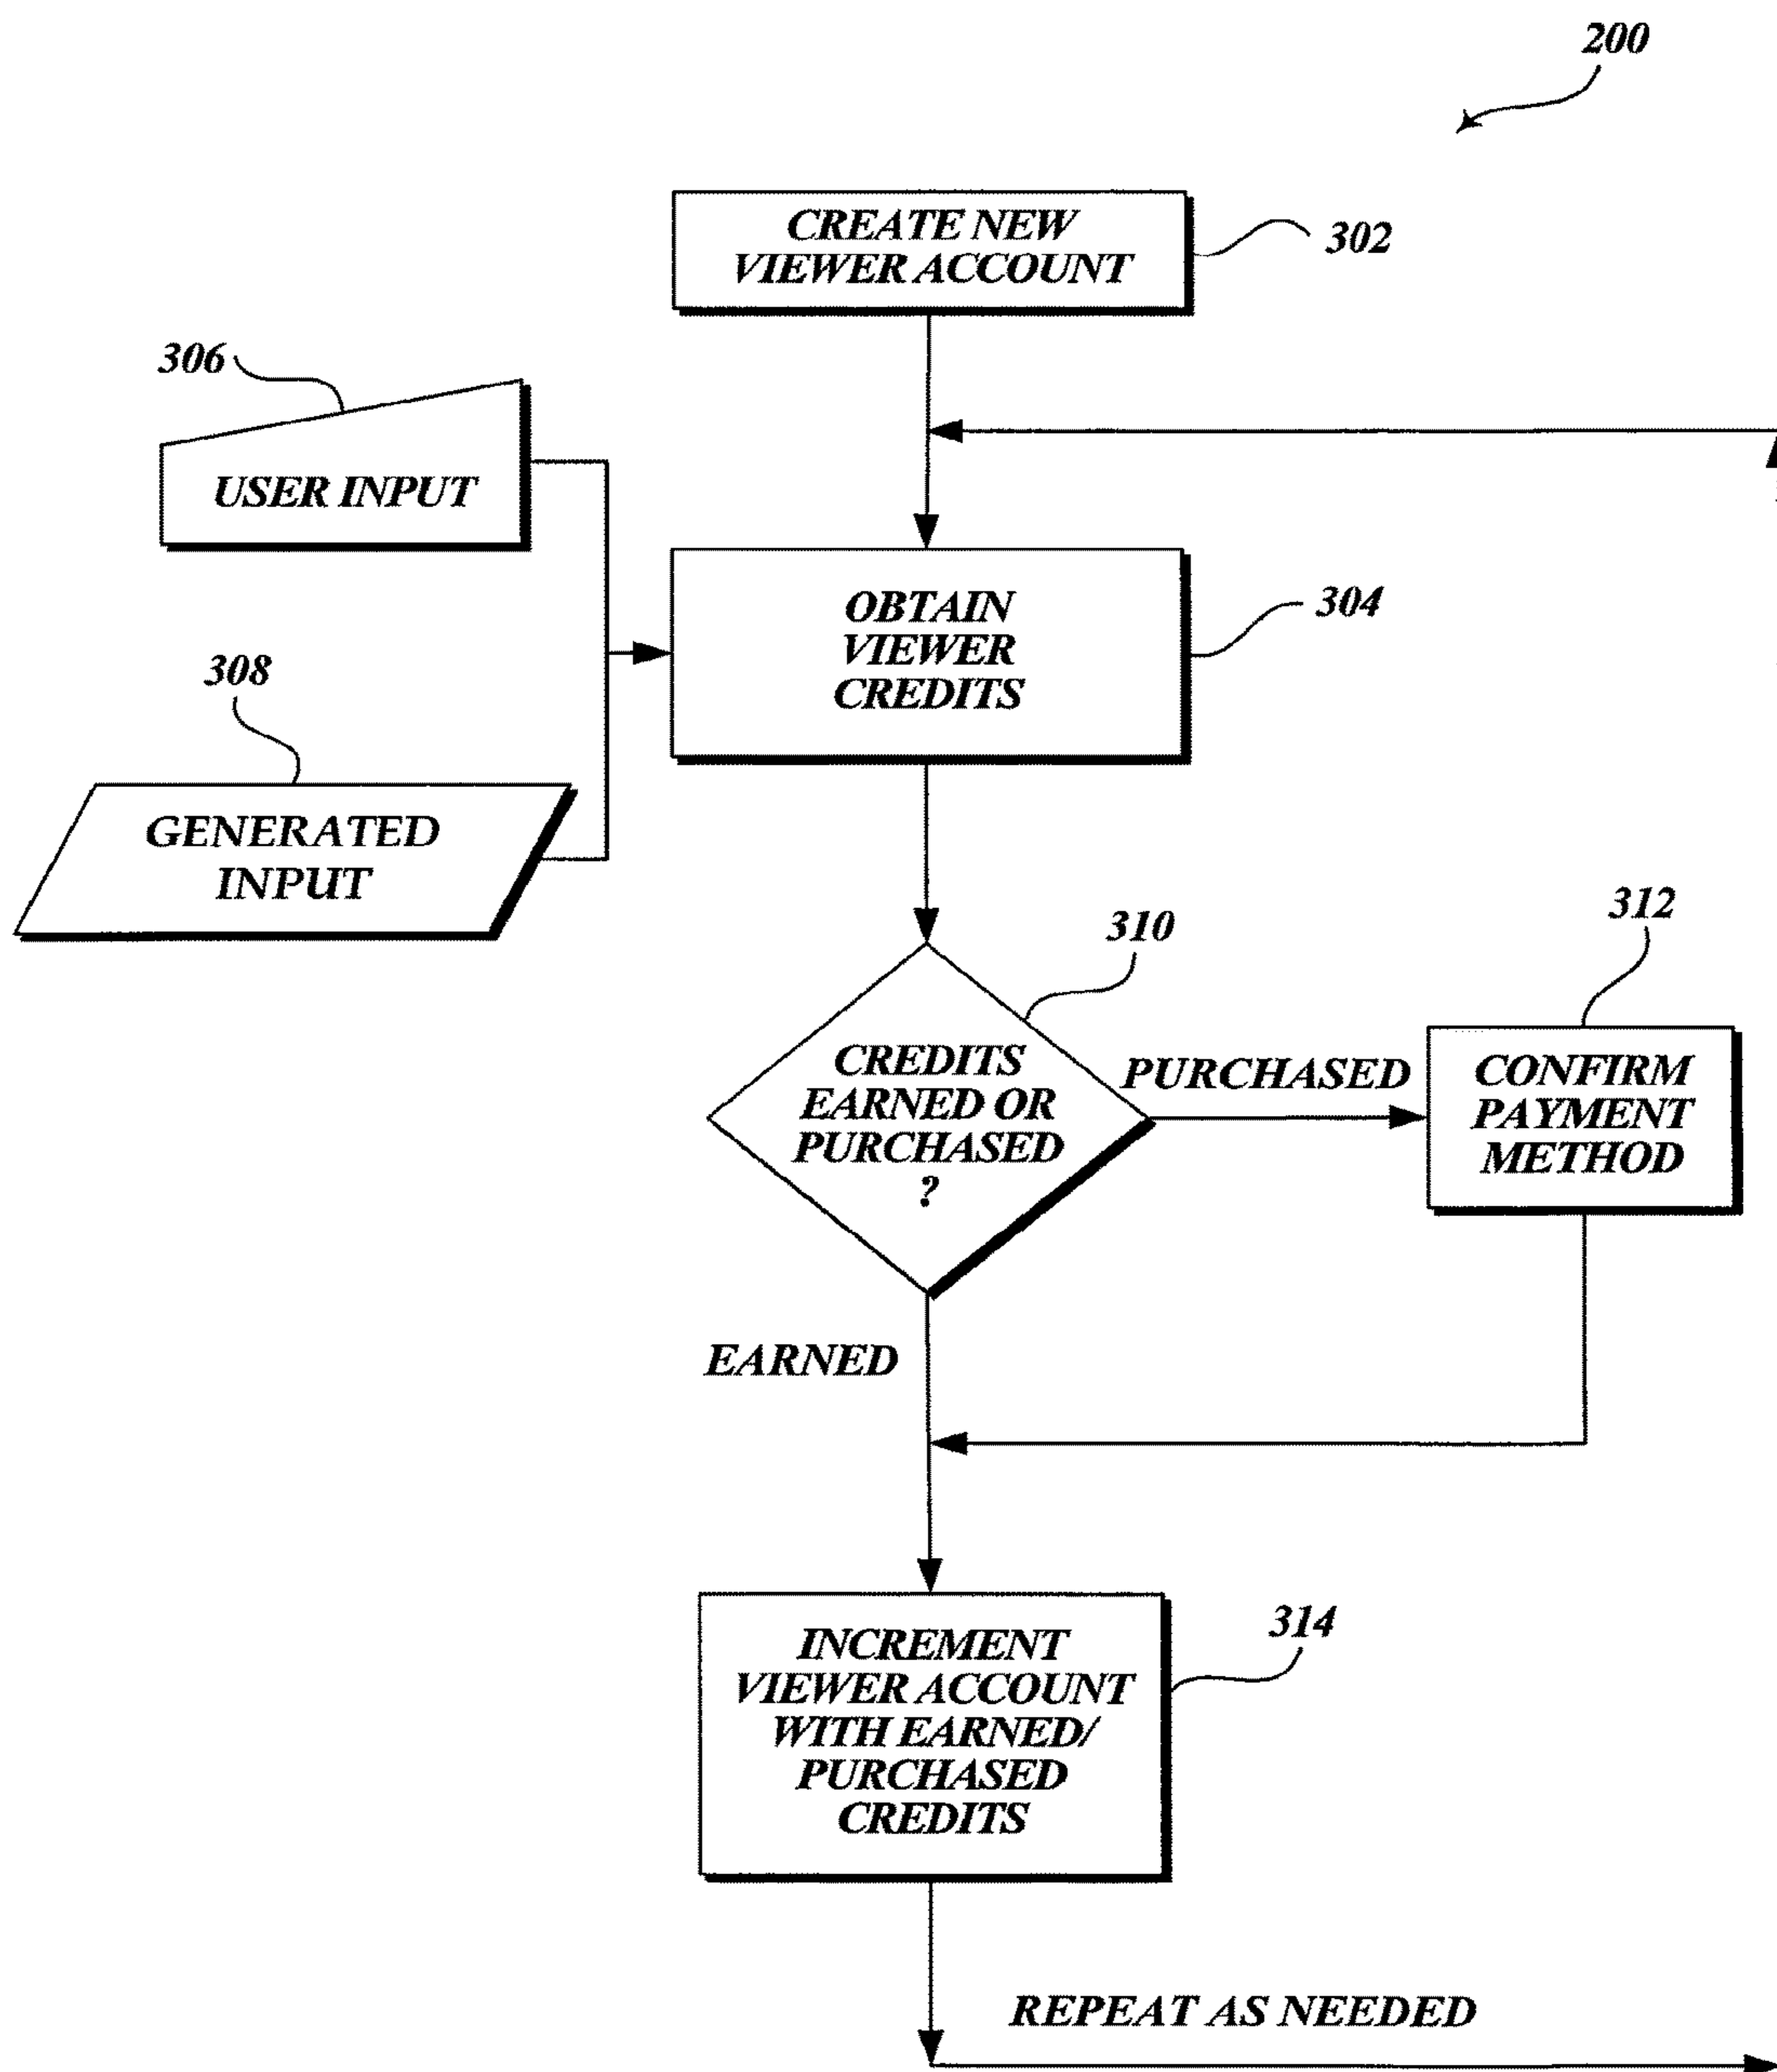 200
CREATE NEW
VIEWER ACCOUNT
302
306
USER INPUT
OBTAIN
VIEWER
CREDITS
304
308
GENERATED
INPUT
310
312
CREDITS
EARNED OR
PURCHASED
?
PURCHASED
CONFIRM
PAYMENT
METHOD
EARNED
INCREMENT
VIEWER ACCOUNT
WITH EARNED/
PURCHASED
CREDITS
314
REPEAT AS NEEDED